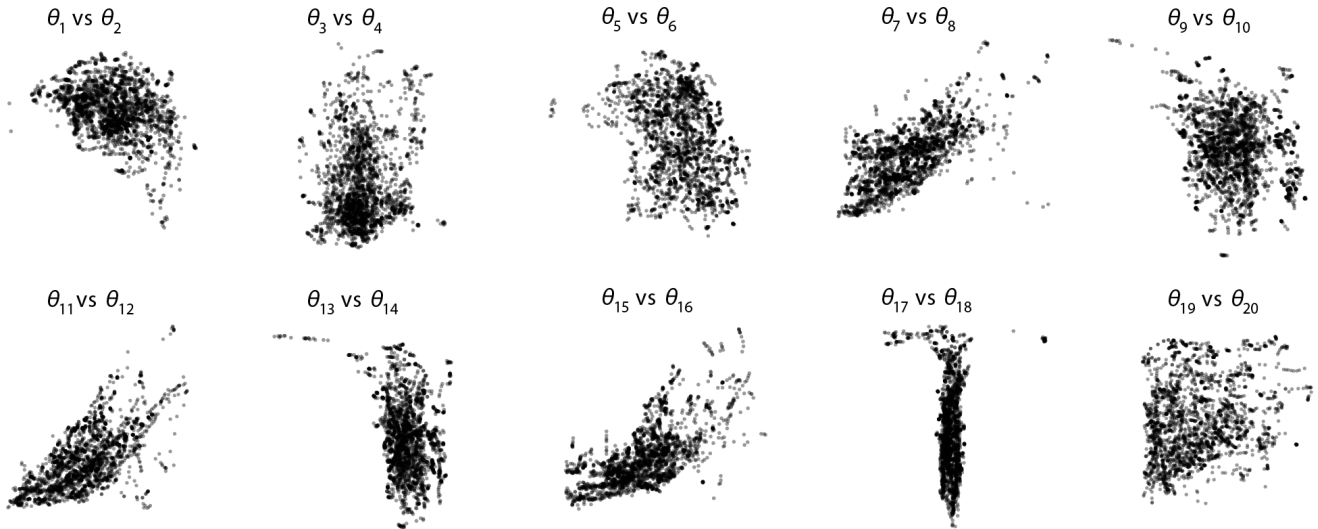 θ1 vs θ2
θ3 vs θ4
θ5 vs θ6
θ7 vs θ8
θ9 vs θ10
θ11 vs θ12
θ13 vs θ14
θ15 vs θ16
θ17 vs θ18
θ19 vs θ20